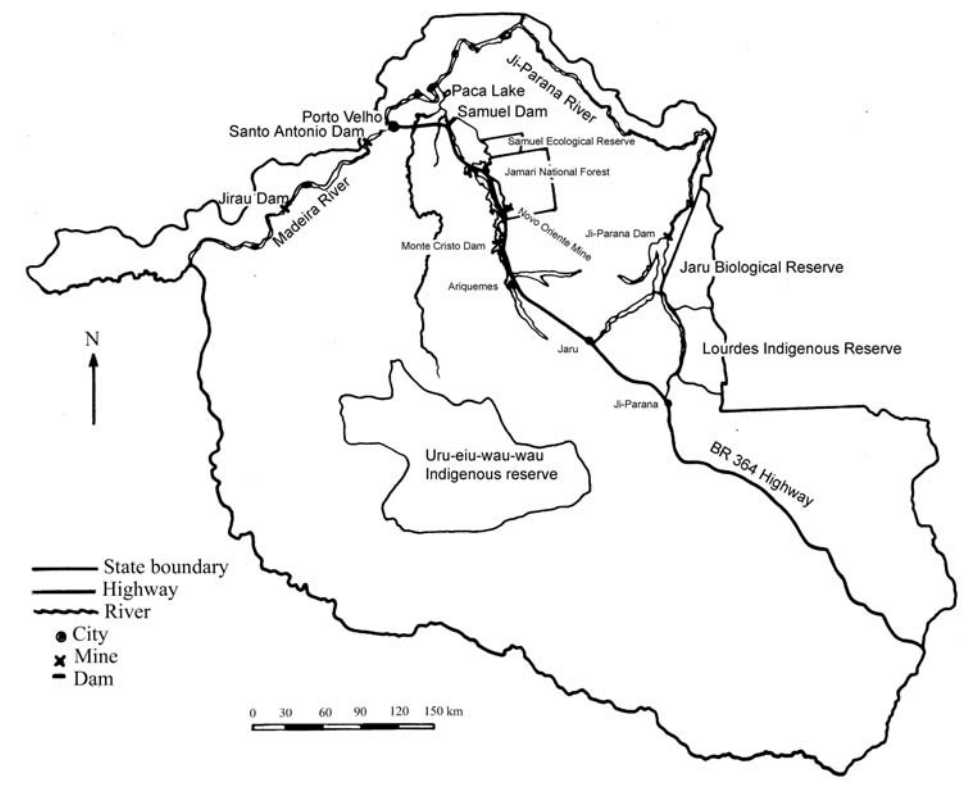 Ji-Parana River
Paca Lake
Porto Velho
Samuel Dam
Santo Antonio Dam
Samuel Ecological Reserve
Jamari National Forest
Jirau Dam
Madeira River
Novo Oriente Mine
Ji-Parana Dam
Monte Cristo Dam
Jaru Biological Reserve
Ariquemes
N
Jaru
Lourdes Indigenous Reserve
Ji-Parana
Uru-eiu-wau-wau
Indigenous reserve
BR 364 Highway
State boundary
Highway
River
City
Mine
Dam
0 30 60 90 120 150 km